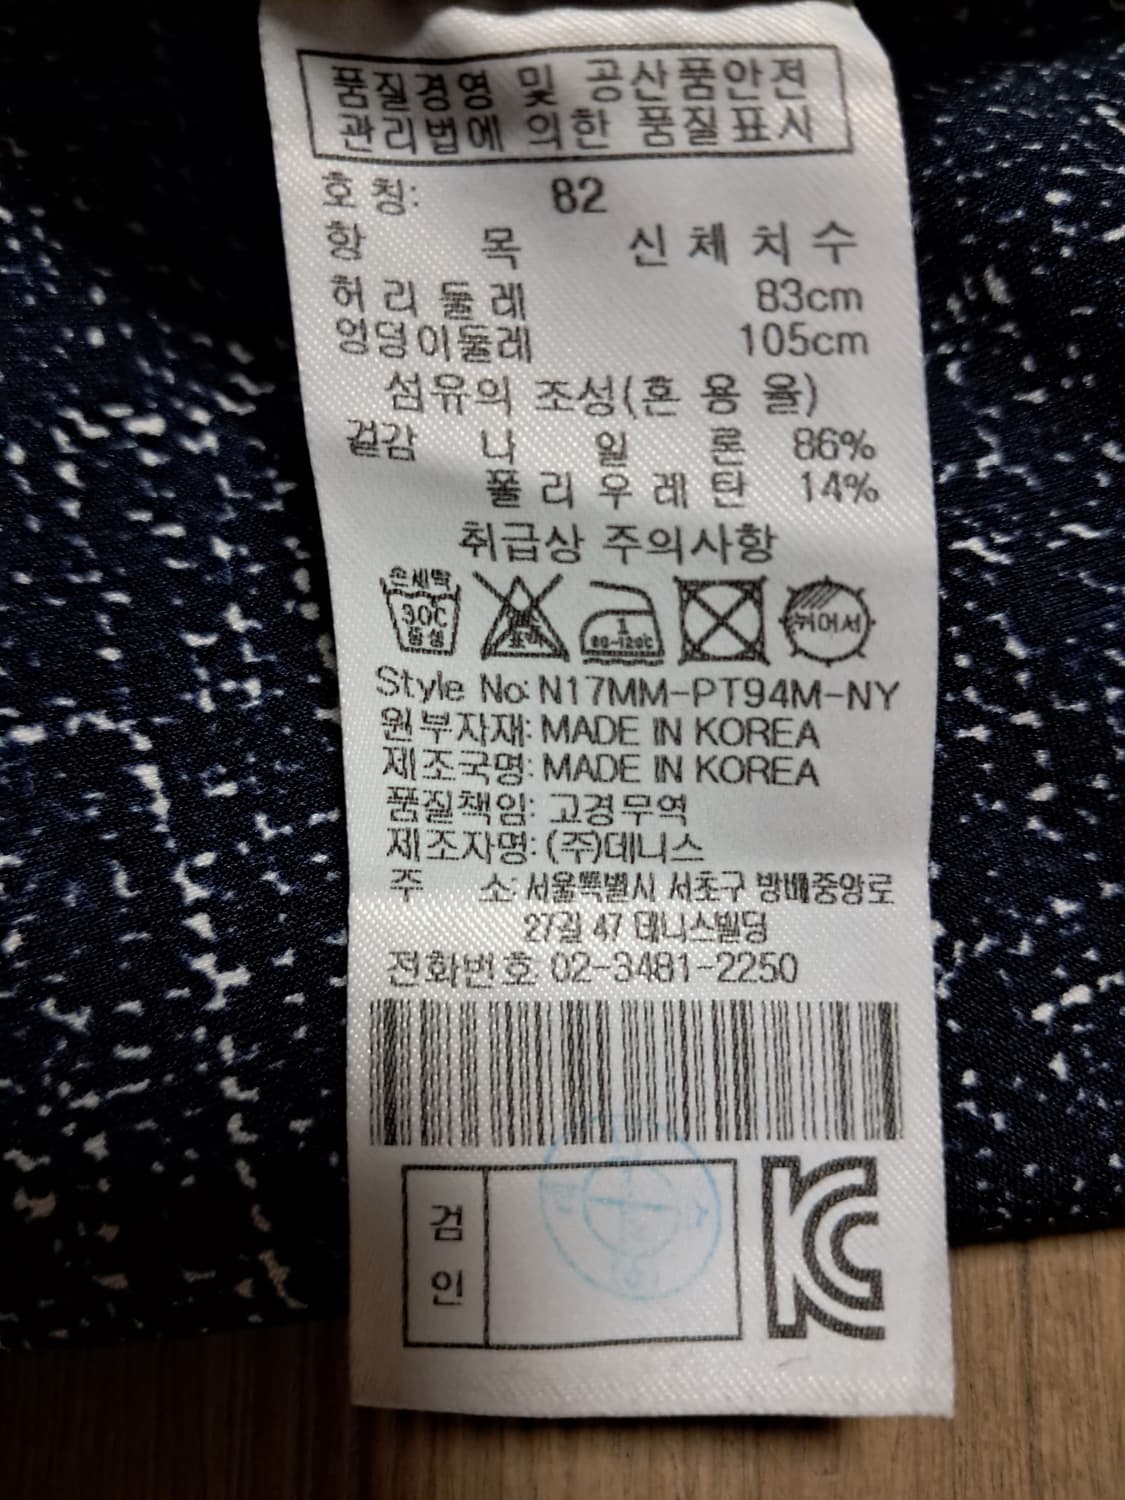 품질경영 및 공산품안전
관리법에 의한 품질표시
호 칭: 82
항 목 신 체 치 수
허 리 둘 레 83cm
엉덩이둘레 105cm
섬유의 조성(혼 용 율)
겉감 나 일 론 86%
폴 리 우 레 탄 14%
취급상 주의사항
손세탁
30C 중성
1 80-120℃
뉘어서
Style No: N17MM-PT94M-NY
원부자재: MADE IN KOREA
제조국명: MADE IN KOREA
품질책임: 고경무역
제조자명: (주)데니스
주 소: 서울특별시 서초구 방배중앙로
27길 47 데니스빌딩
전화번호 02-3481-2250
검
인